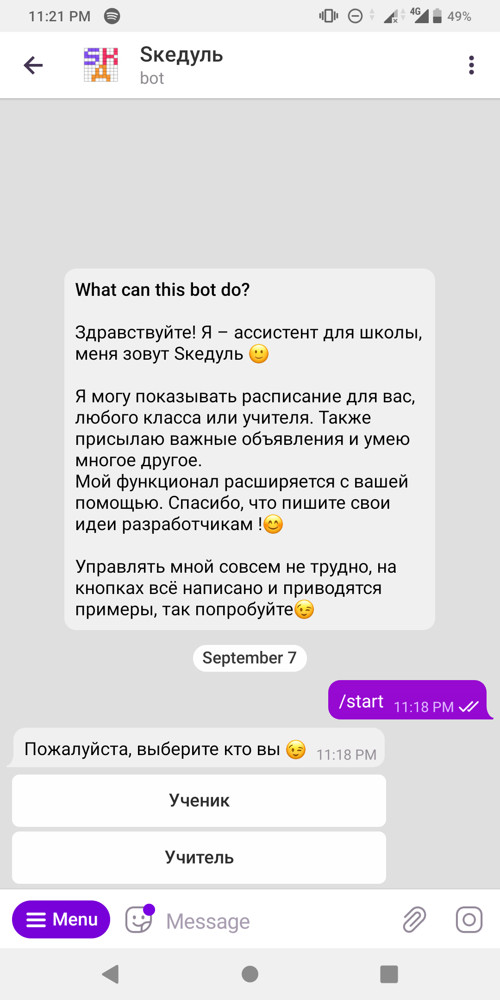 11:21 PM
4G
49%
SКД
Sкедуль
bot
What can this bot do?
Здравствуйте! Я – ассистент для школы,
меня зовут Sкедуль 🙂
Я могу показывать расписание для вас,
любого класса или учителя. Также
присылаю важные объявления и умею
многое другое.
Мой функционал расширяется с вашей
помощью. Спасибо, что пишите свои
идеи разработчикам !😊
Управлять мной совсем не трудно, на
кнопках всё написано и приводятся
примеры, так попробуйте😉
September 7
/start 11:18 PM
Пожалуйста, выберите кто вы 😉 11:18 PM
Ученик
Учитель
Menu
Message